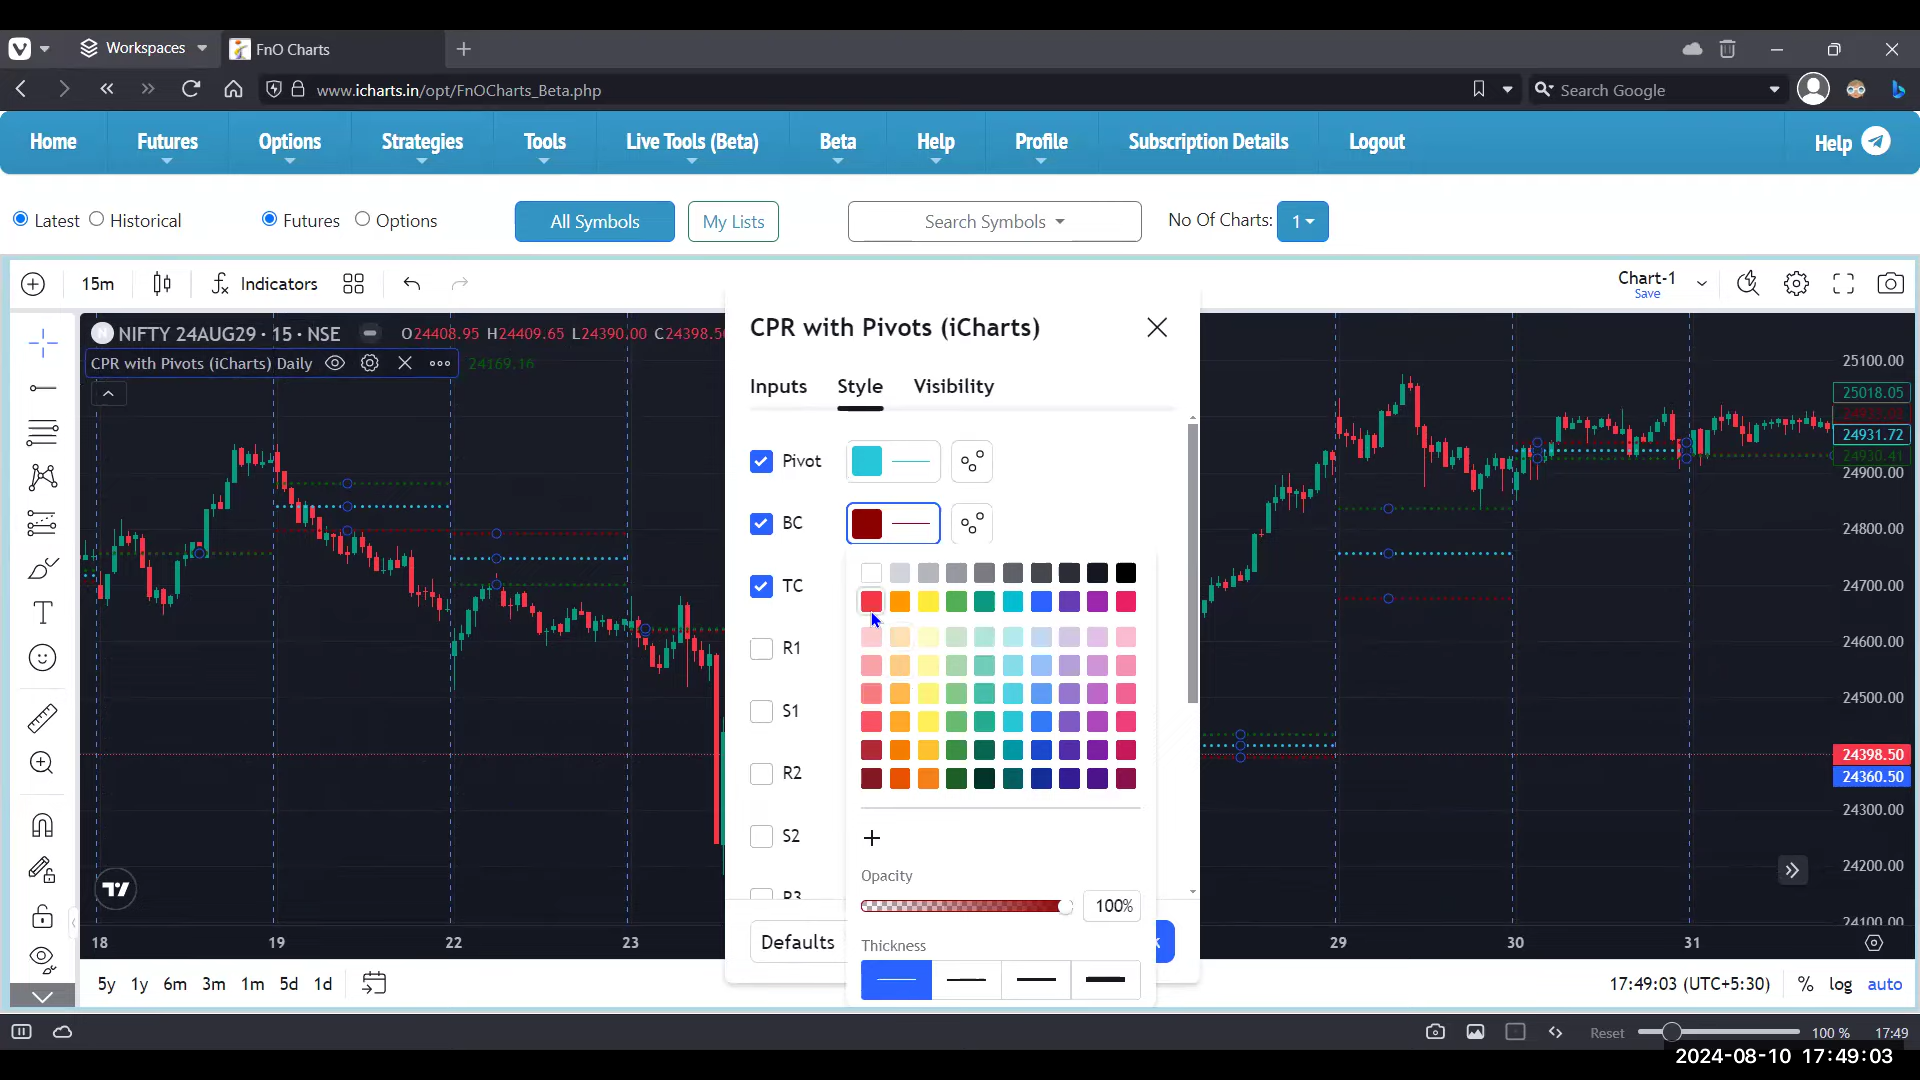 Workspaces
FnO Charts
www.icharts.in/opt/FnOCharts_Beta.php
Search Google
Home
Futures
Options
Strategies
Tools
Live Tools (Beta)
Beta
Help
Profile
Subscription Details
Logout
Help
Latest
Historical
Futures
Options
All Symbols
My Lists
Search Symbols
No Of Charts:
1
15m
Indicators
Chart-1
Save
NIFTY 24AUG29 · 15 · NSE
O24408.95 H24409.65 L24390.00 C24398.5
CPR with Pivots (iCharts) Daily
24169.16
CPR with Pivots (iCharts)
Inputs
Style
Visibility
Pivot
BC
TC
R1
S1
R2
S2
R3
Opacity
100%
Defaults
Thickness
25100.00
25018.05
24931.72
24930.41
24900.00
24800.00
24700.00
24600.00
24500.00
24398.50
24360.50
24300.00
24200.00
24100.00
18
19
22
23
29
30
31
5y
1y
6m
3m
1m
5d
1d
17:49:03 (UTC+5:30)
%
log
auto
Reset
100 %
17:49
2024-08-10 17:49:03